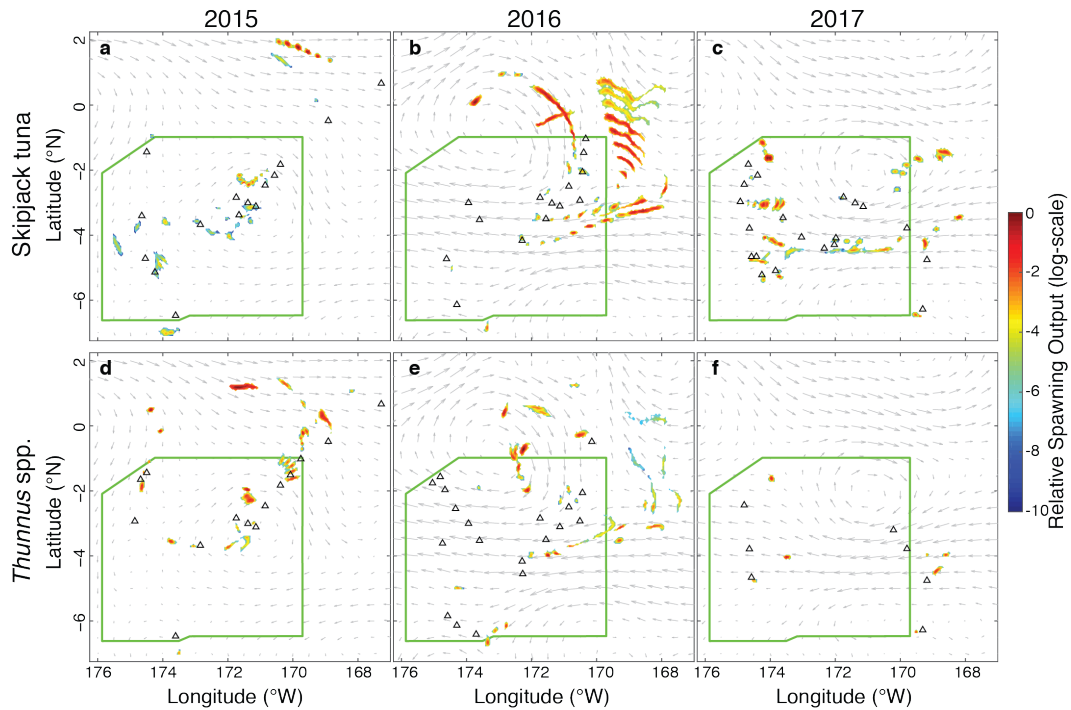 2015 2016 2017
a b c
Skipjack tuna
Latitude (°N)
2
0
-2
-4
-6
d e f
Thunnus spp.
Latitude (°N)
2
0
-2
-4
-6
176 174 172 170 168 176 174 172 170 168 176 174 172 170 168
Longitude (°W) Longitude (°W) Longitude (°W)
0
-2
-4
-6
-8
-10
Relative Spawning Output (log-scale)